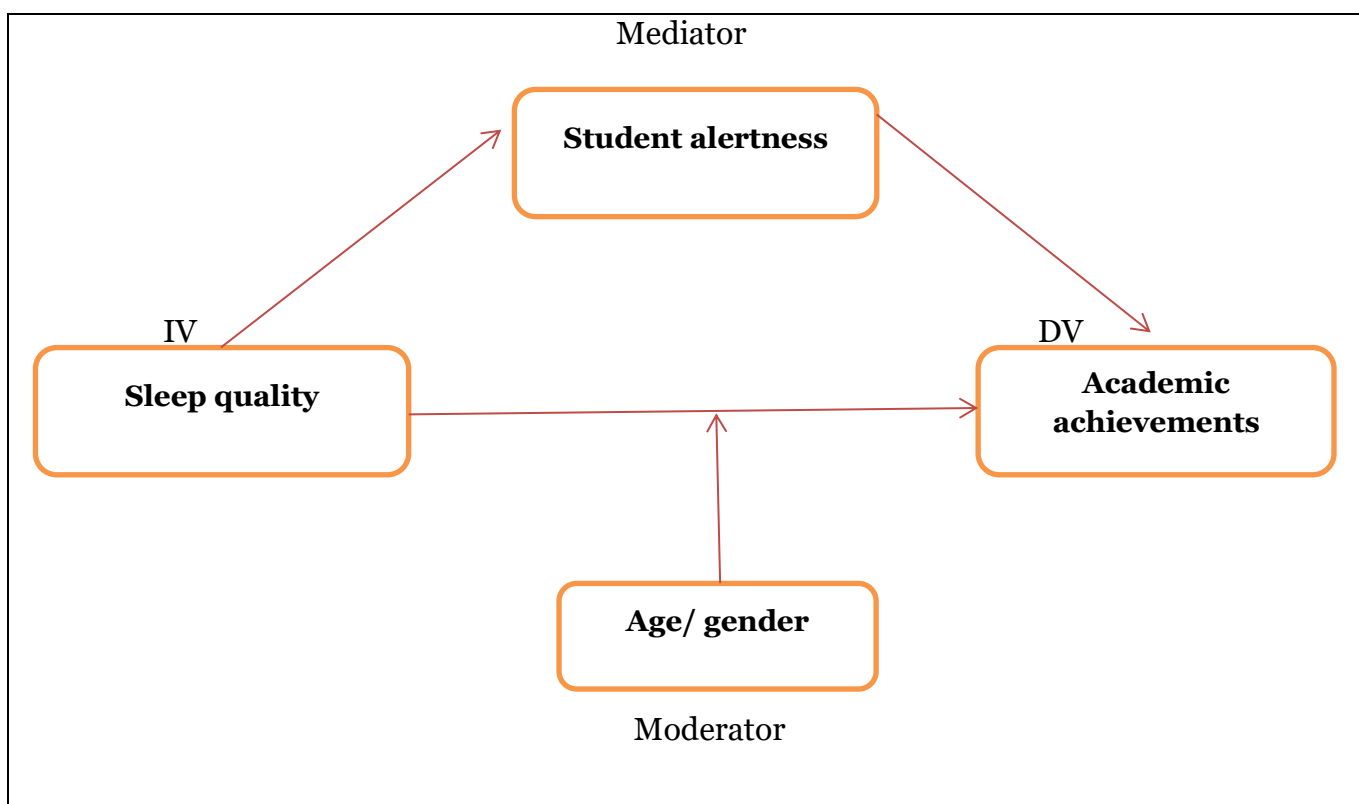 Mediator
Student alertness
IV
DV
Sleep quality
Academic
achievements
Age/ gender
Moderator